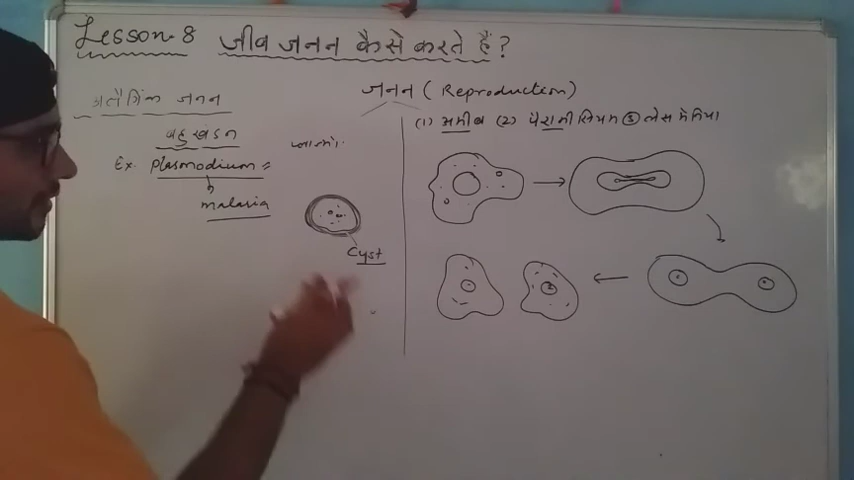 Lesson-8 जीव जनन कैसे करते हैं?
जनन (Reproduction)
अलैंगिक जनन
बहुखंडन
Ex. Plasmodium =
malaria
Cyst
(1) अमीबा (2) पैरामीसियम ③ लेसमेनिया